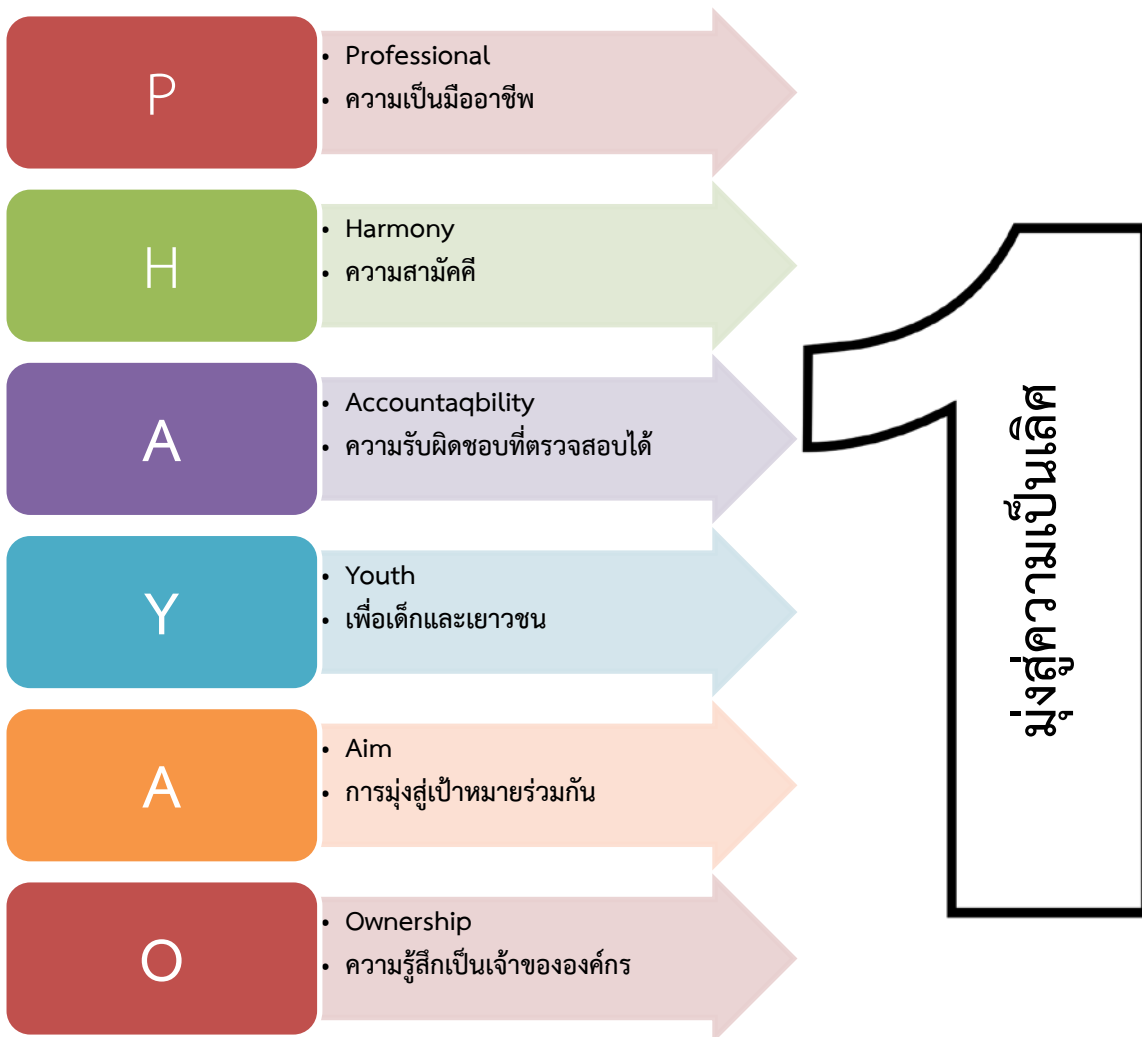 P
• Professional
• ความเป็นมืออาชีพ
H
• Harmony
• ความสามัคคี
A
• Accountaqbility
• ความรับผิดชอบที่ตรวจสอบได้
Y
• Youth
• เพื่อเด็กและเยาวชน
A
• Aim
• การมุ่งสู่เป้าหมายร่วมกัน
O
• Ownership
• ความรู้สึกเป็นเจ้าขององค์กร
1
มุ่งสู่ความเป็นเลิศ